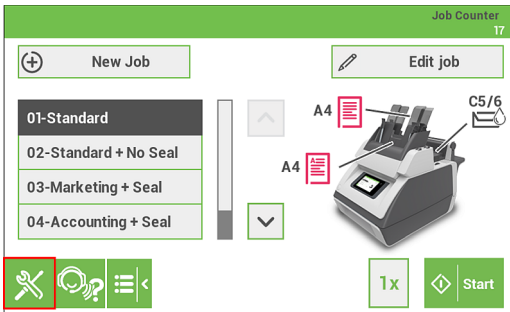 Job Counter
17
New Job
Edit job
01-Standard
02-Standard + No Seal
03-Marketing + Seal
04-Accounting + Seal
A4
C5/6
A4
1x
Start